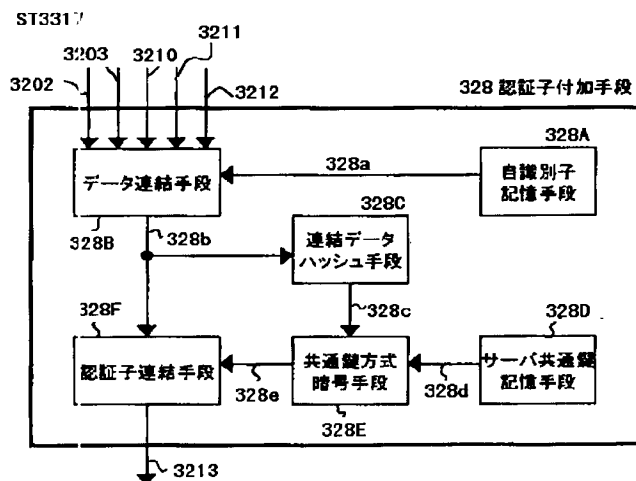 ST3317
3211
3203
3210
3202
3212
328 認証子付加手段
328A
328a
自識別子
記憶手段
データ連結手段
328B
328b
328C
連結データ
ハッシュ手段
328F
328c
328D
認証子連結手段
328e
共通鍵方式
暗号手段
328d
サーバ共通鍵
記憶手段
328E
3213